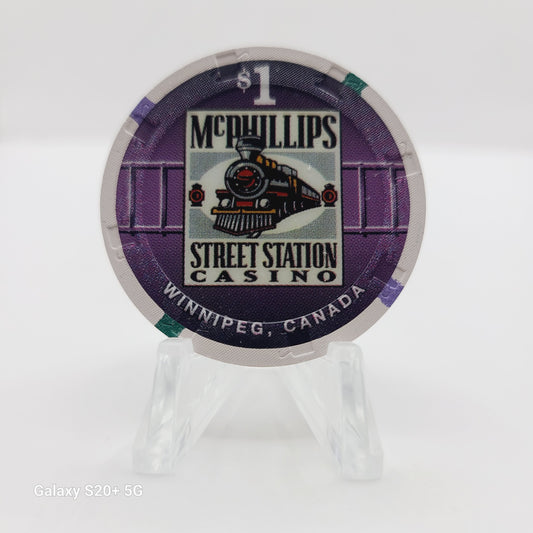 $1
McPHILLIPS
STREET STATION
CASINO
WINNIPEG, CANADA
Galaxy S20+ 5G